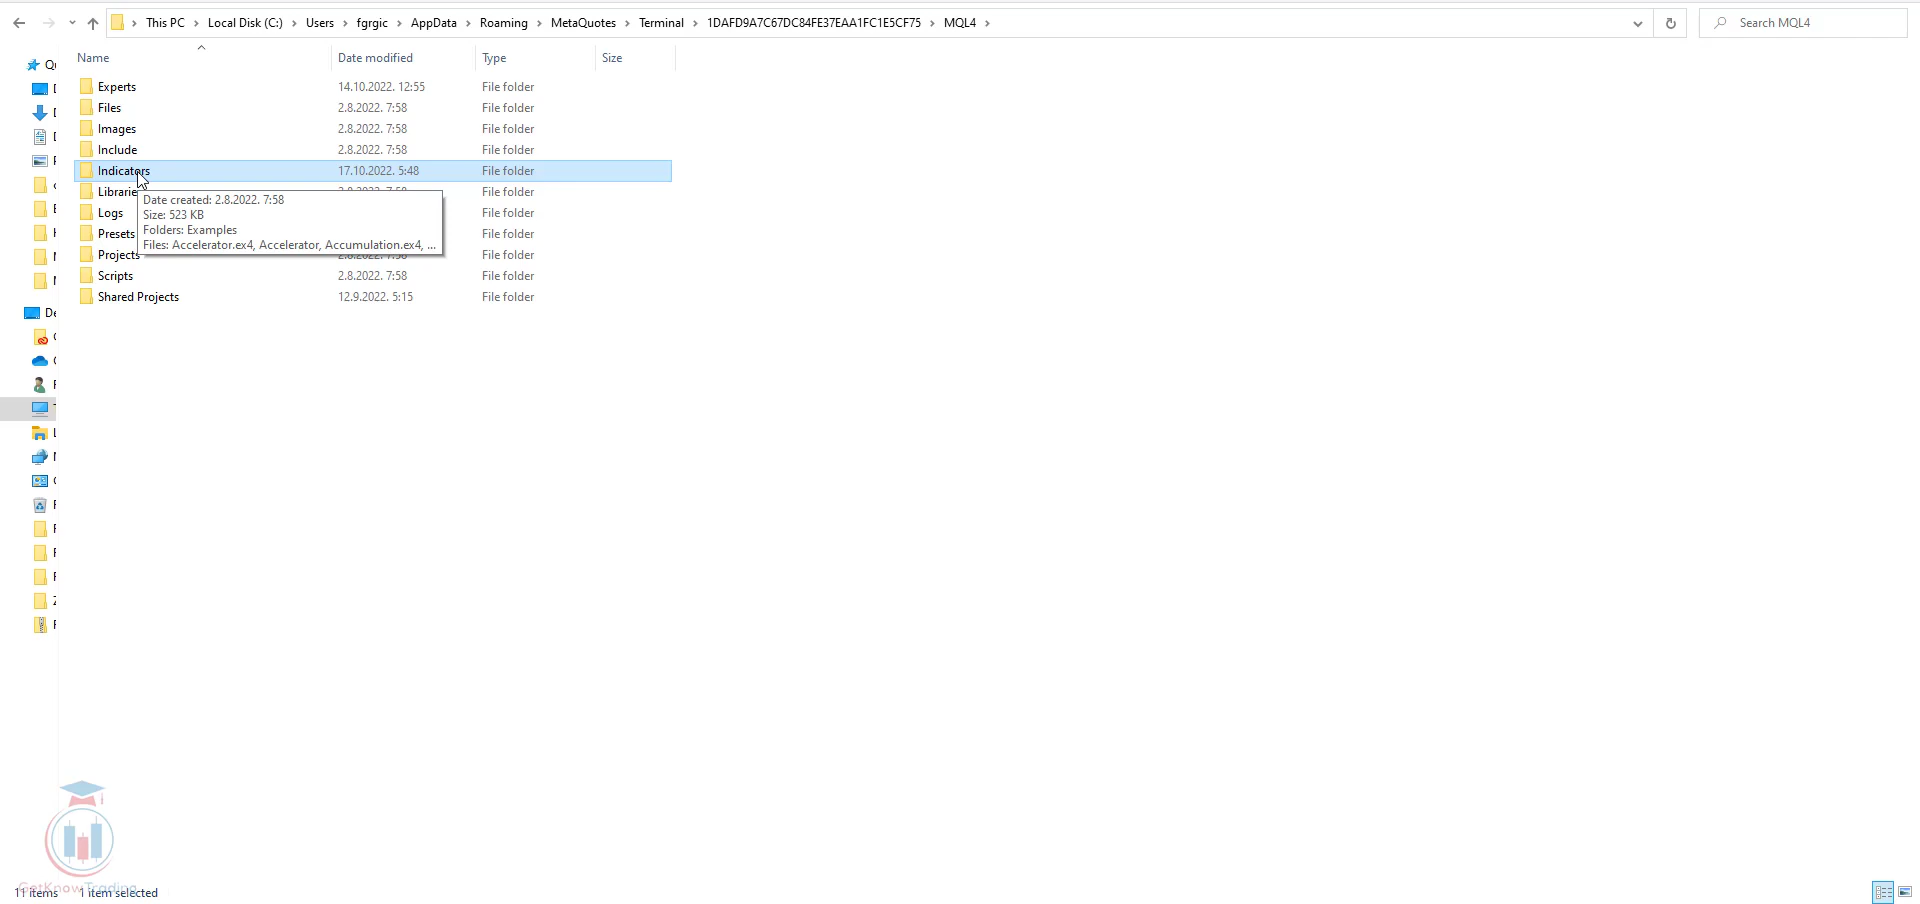 This PC > Local Disk (C:) > Users > fgrgic > AppData > Roaming > MetaQuotes > Terminal > 1DAFD9A7C67DC84FE37EAA1FC1E5CF75 > MQL4 >
Search MQL4
Name Date modified Type Size
Experts 14.10.2022. 12:55 File folder
Files 2.8.2022. 7:58 File folder
Images 2.8.2022. 7:58 File folder
Include 2.8.2022. 7:58 File folder
Indicators 17.10.2022. 5:48 File folder
File folder
Logs File folder
Presets File folder
Projects File folder
Scripts 2.8.2022. 7:58 File folder
Shared Projects 12.9.2022. 5:15 File folder
Date created: 2.8.2022. 7:58
Size: 523 KB
Folders: Examples
Files: Accelerator.ex4, Accelerator, Accumulation.ex4, ...
GetKnowTrading
11 items 1 item selected